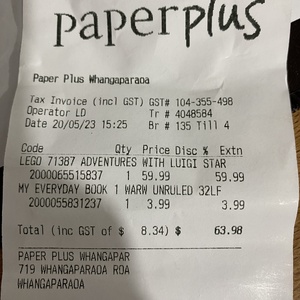 paperplus
Paper Plus Whangaparaoa
Tax Invoice (incl GST) GST# 104-355-498
Operator LD Tr # 4048584
Date 20/05/23 15:25 Br # 135 Till 4
Code Qty Price Disc % Extn
LEGO 71387 ADVENTURES WITH LUIGI STAR
2000065515837 1 59.99 59.99
MY EVERYDAY BOOK 1 WARW UNRULED 32LF
2000055831237 1 3.99 3.99
Total (inc GST of $ 8.34) $ 63.98
PAPER PLUS WHANGAPAR
719 WHANGAPARAOA ROA
WHANGAPARAOA